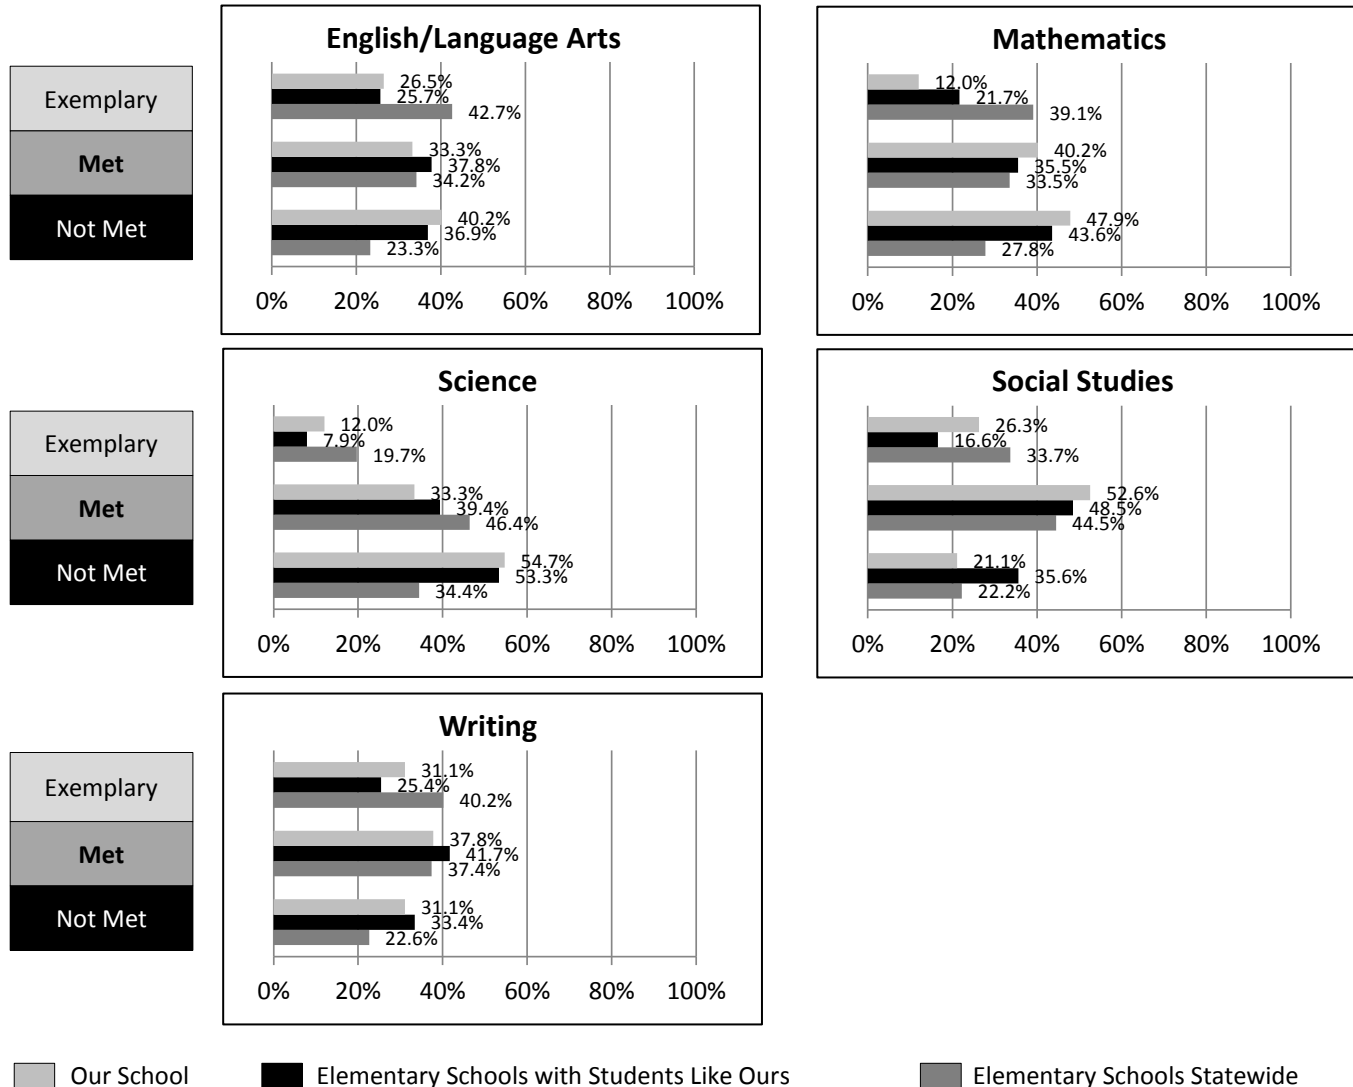 English/Language Arts
Exemplary
Met
Not Met
26.5%
25.7%
42.7%
33.3%
37.8%
34.2%
40.2%
36.9%
23.3%
0% 20% 40% 60% 80% 100%
Mathematics
12.0%
21.7%
39.1%
40.2%
35.5%
33.5%
47.9%
43.6%
27.8%
0% 20% 40% 60% 80% 100%
Science
Exemplary
Met
Not Met
12.0%
7.9%
19.7%
33.3%
39.4%
46.4%
54.7%
53.3%
34.4%
0% 20% 40% 60% 80% 100%
Social Studies
26.3%
16.6%
33.7%
52.6%
48.5%
44.5%
21.1%
35.6%
22.2%
0% 20% 40% 60% 80% 100%
Writing
Exemplary
Met
Not Met
31.1%
25.4%
40.2%
37.8%
41.7%
37.4%
31.1%
33.4%
22.6%
0% 20% 40% 60% 80% 100%
Our School Elementary Schools with Students Like Ours Elementary Schools Statewide